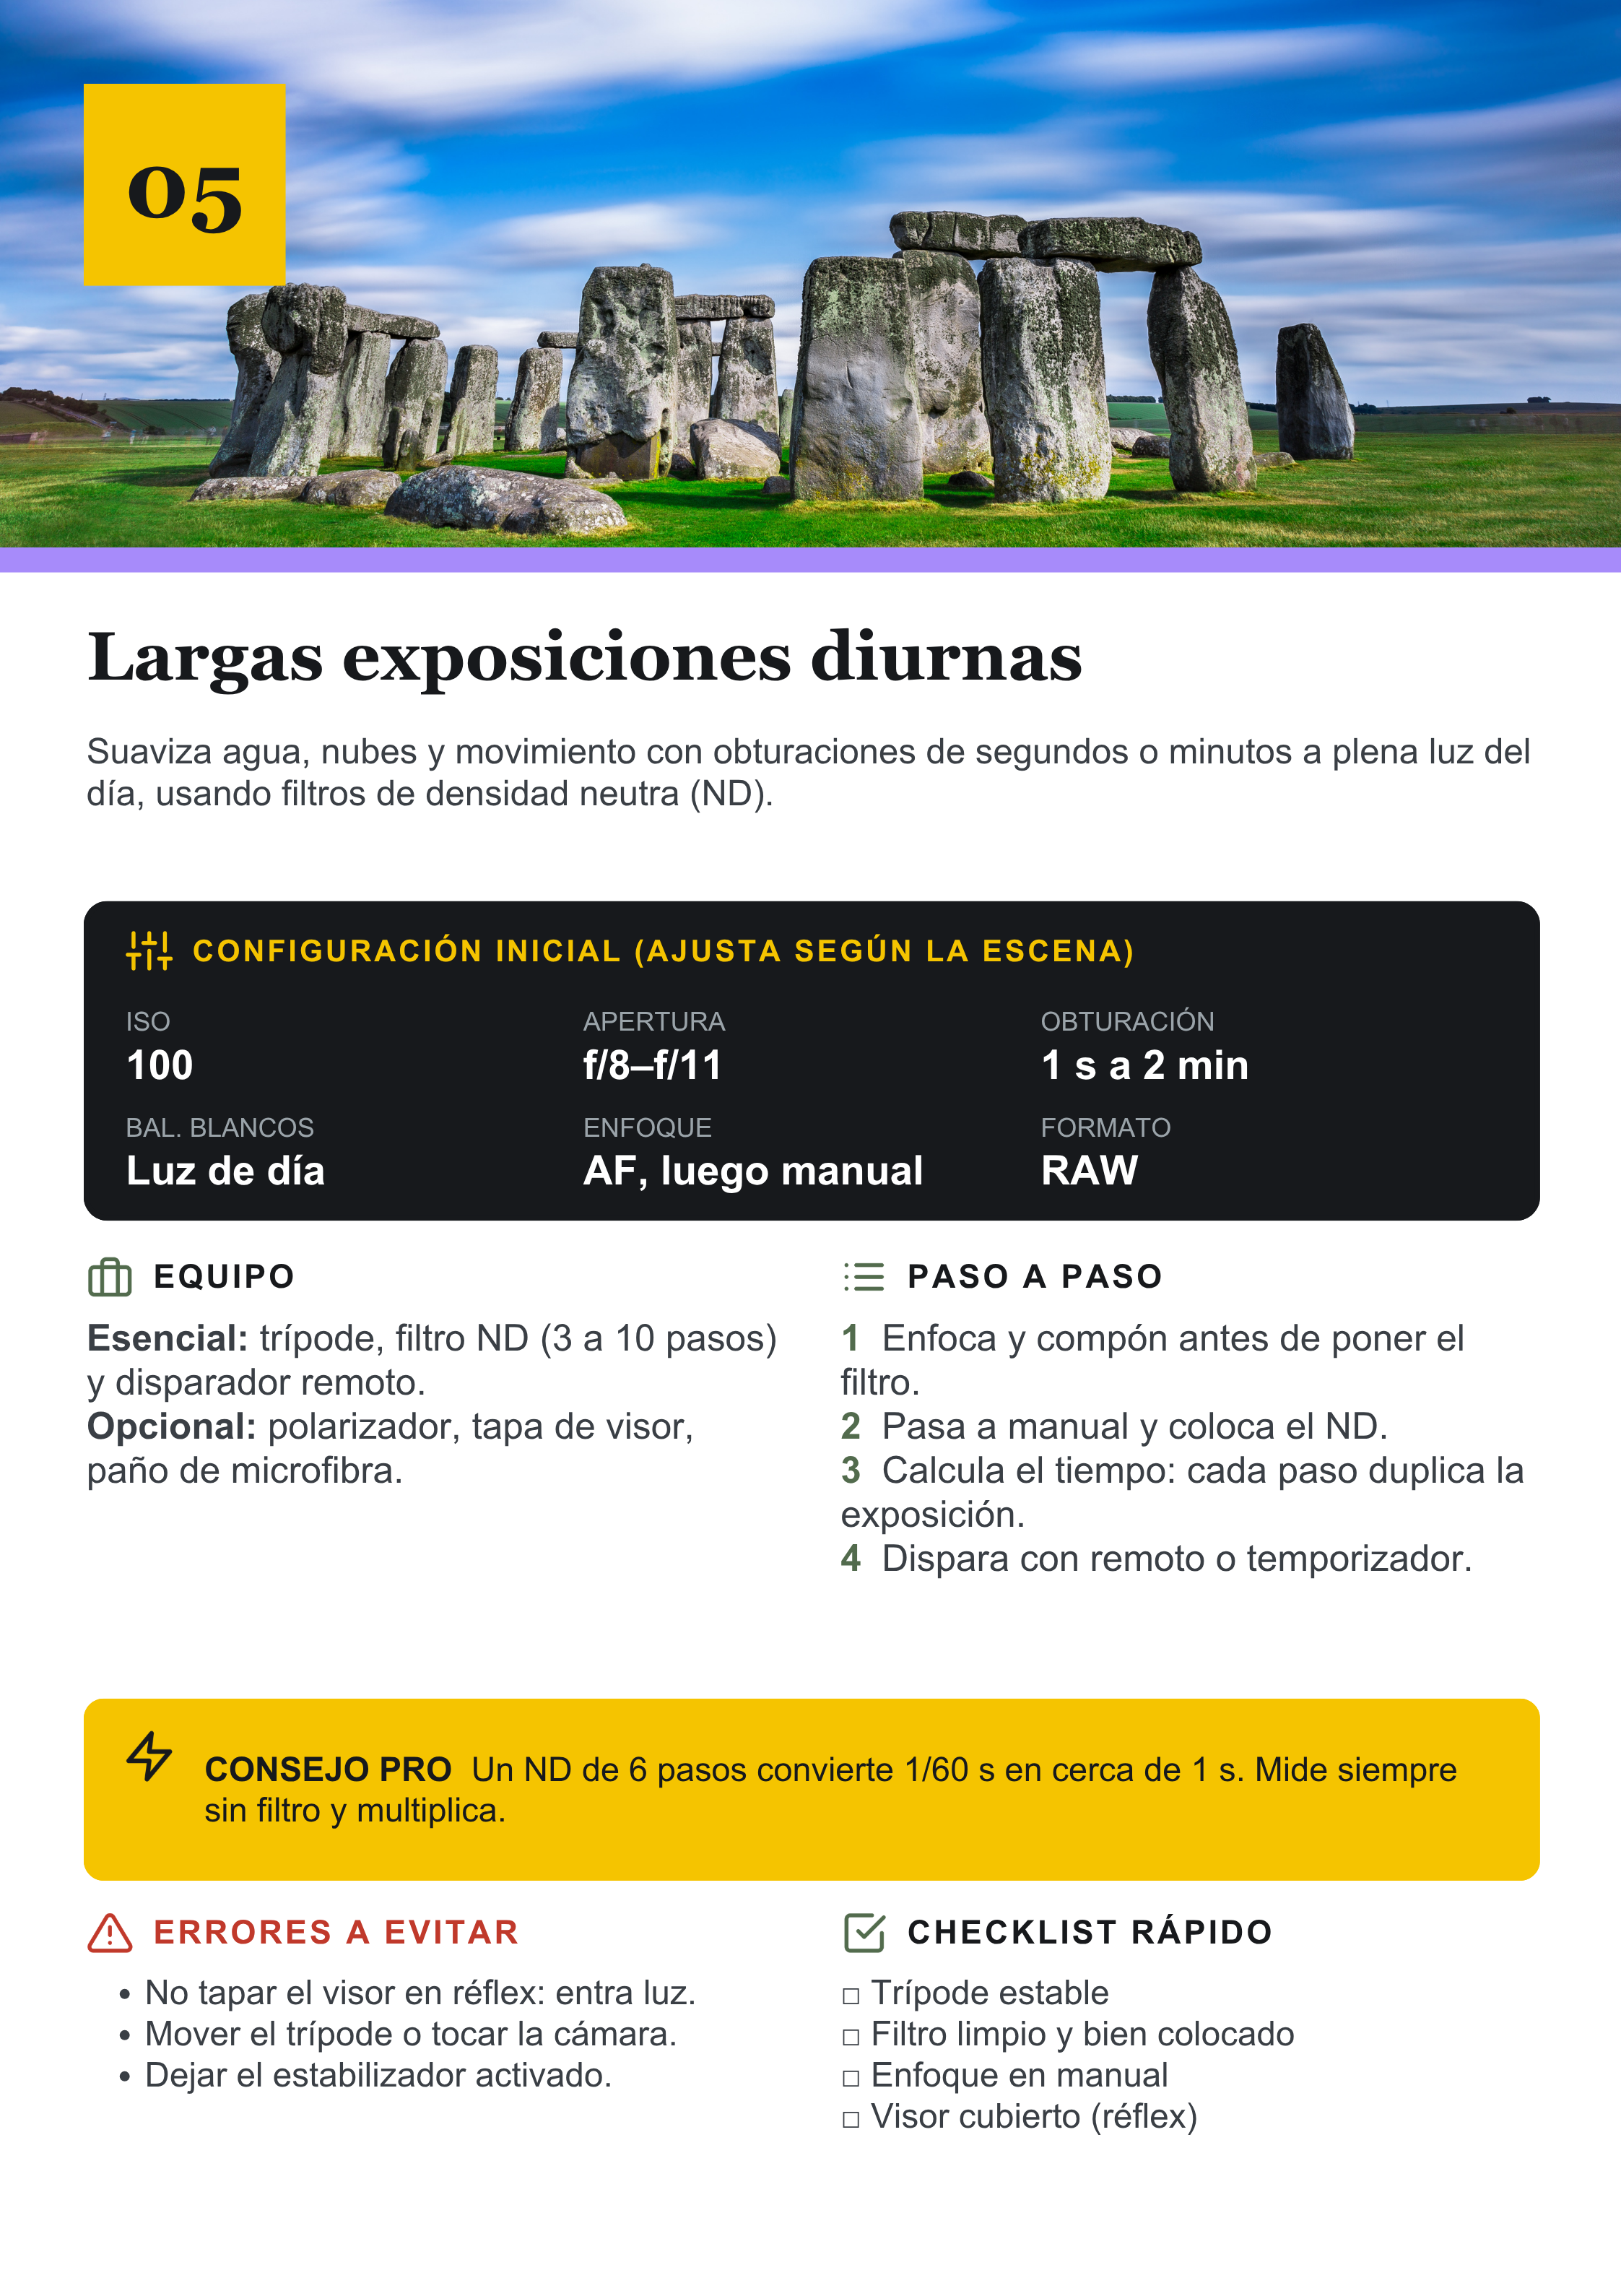 05
Largas exposiciones diurnas
Suaviza agua, nubes y movimiento con obturaciones de segundos o minutos a plena luz del
día, usando filtros de densidad neutra (ND).
CONFIGURACIÓN INICIAL (AJUSTA SEGÚN LA ESCENA)
ISO
100
APERTURA
f/8–f/11
OBTURACIÓN
1 s a 2 min
BAL. BLANCOS
Luz de día
ENFOQUE
AF, luego manual
FORMATO
RAW
EQUIPO
Esencial: trípode, filtro ND (3 a 10 pasos)
y disparador remoto.
Opcional: polarizador, tapa de visor,
paño de microfibra.
PASO A PASO
1 Enfoca y compón antes de poner el
filtro.
2 Pasa a manual y coloca el ND.
3 Calcula el tiempo: cada paso duplica la
exposición.
4 Dispara con remoto o temporizador.
CONSEJO PRO Un ND de 6 pasos convierte 1/60 s en cerca de 1 s. Mide siempre
sin filtro y multiplica.
ERRORES A EVITAR
• No tapar el visor en réflex: entra luz.
• Mover el trípode o tocar la cámara.
• Dejar el estabilizador activado.
CHECKLIST RÁPIDO
□ Trípode estable
□ Filtro limpio y bien colocado
□ Enfoque en manual
□ Visor cubierto (réflex)